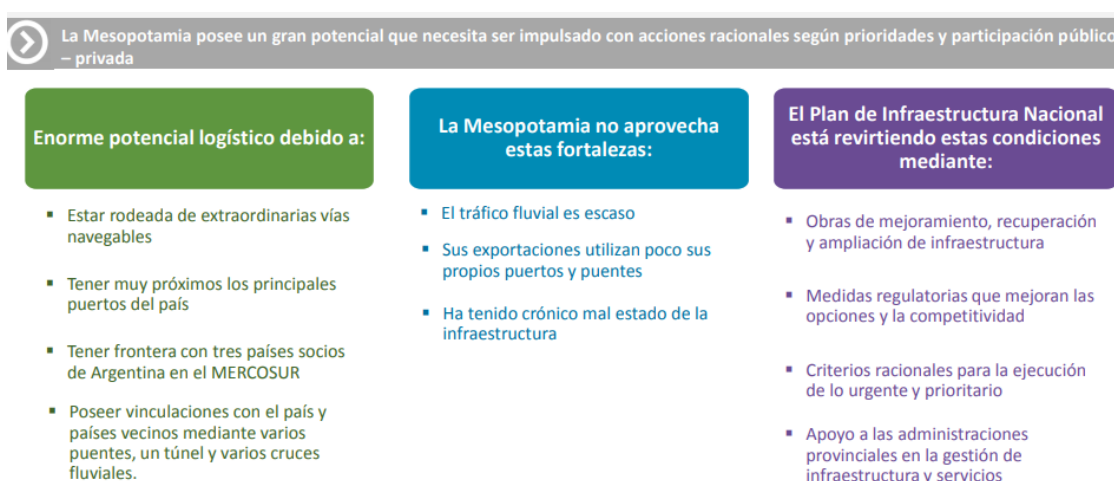 La Mesopotamia posee un gran potencial que necesita ser impulsado con acciones racionales según prioridades y participación público
– privada
Enorme potencial logístico debido a:
▪ Estar rodeada de extraordinarias vías
navegables
▪ Tener muy próximos los principales
puertos del país
▪ Tener frontera con tres países socios
de Argentina en el MERCOSUR
▪ Poseer vinculaciones con el país y
países vecinos mediante varios
puentes, un túnel y varios cruces
fluviales.
La Mesopotamia no aprovecha
estas fortalezas:
▪ El tráfico fluvial es escaso
▪ Sus exportaciones utilizan poco sus
propios puertos y puentes
▪ Ha tenido crónico mal estado de la
infraestructura
El Plan de Infraestructura Nacional
está revirtiendo estas condiciones
mediante:
▪ Obras de mejoramiento, recuperación
y ampliación de infraestructura
▪ Medidas regulatorias que mejoran las
opciones y la competitividad
▪ Criterios racionales para la ejecución
de lo urgente y prioritario
▪ Apoyo a las administraciones
provinciales en la gestión de
infraestructura y servicios